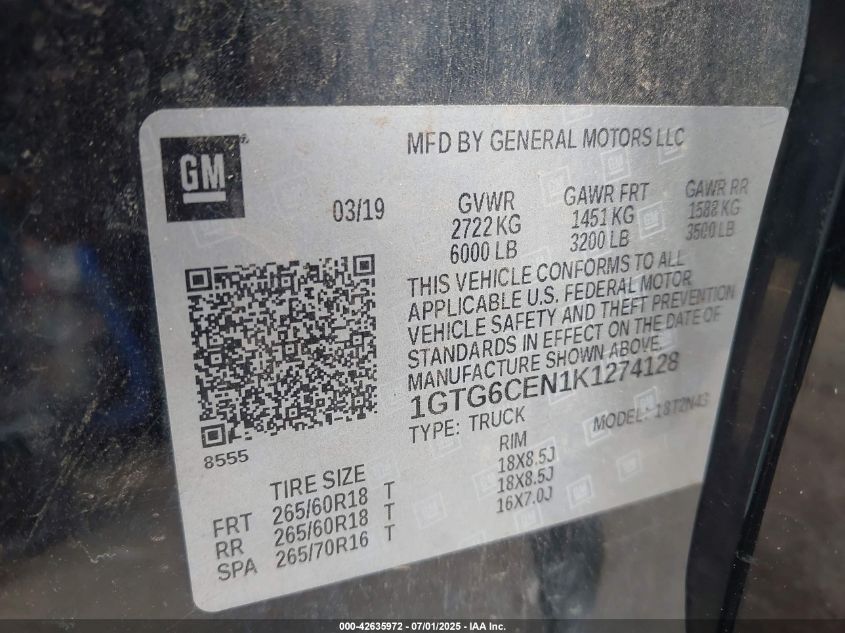 GM
MFD BY GENERAL MOTORS LLC
03/19
GVWR GAWR FRT GAWR RR
2722 KG 1451 KG 1588 KG
6000 LB 3200 LB 3500 LB
THIS VEHICLE CONFORMS TO ALL
APPLICABLE U.S. FEDERAL MOTOR
VEHICLE SAFETY AND THEFT PREVENTION
STANDARDS IN EFFECT ON THE DATE OF
MANUFACTURE SHOWN ABOVE.
1GTG6CEN1K1274128
TYPE: TRUCK MODEL: 18T2N43
8555
TIRE SIZE RIM
FRT 265/60R18 T 18X8.5J
RR 265/60R18 T 18X8.5J
SPA 265/70R16 T 16X7.0J
000-42635972 - 07/01/2025 - IAA Inc.